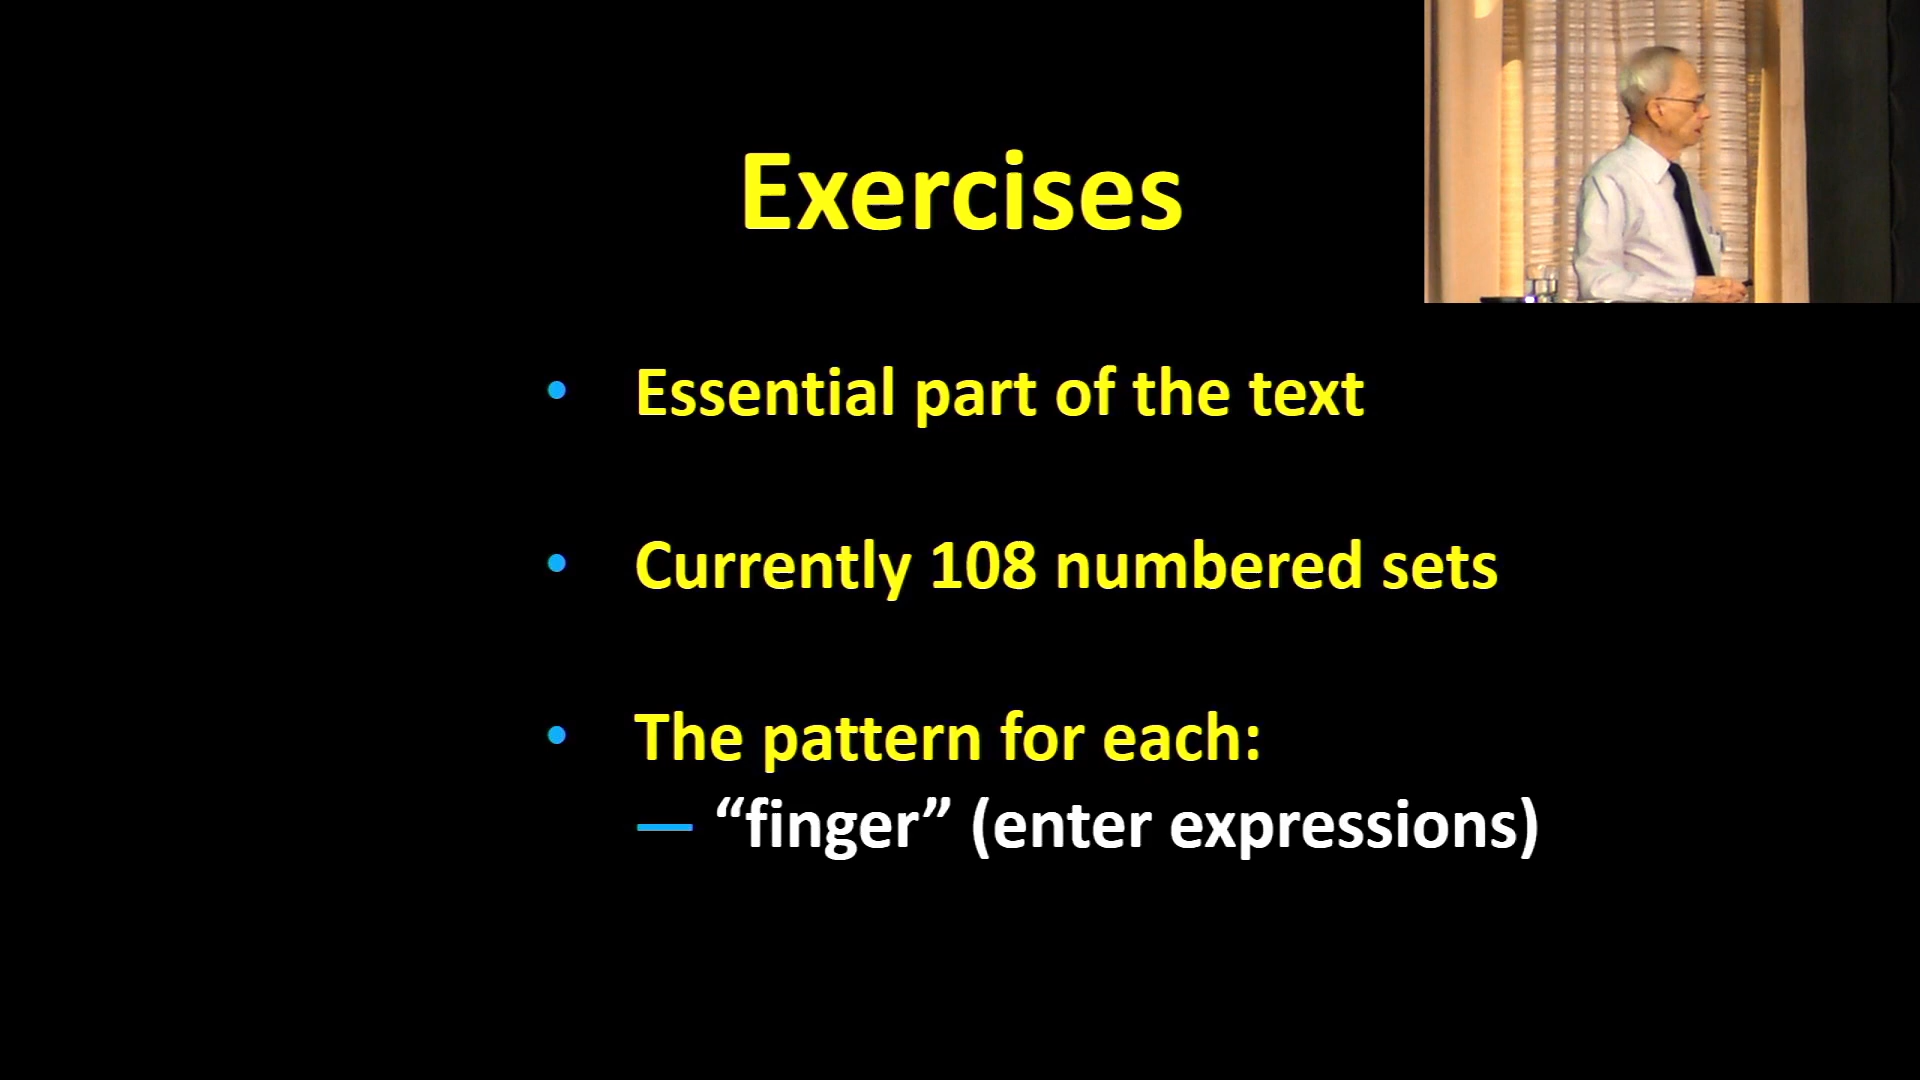 Exercises
• Essential part of the text
• Currently 108 numbered sets
• The pattern for each:
— “finger” (enter expressions)